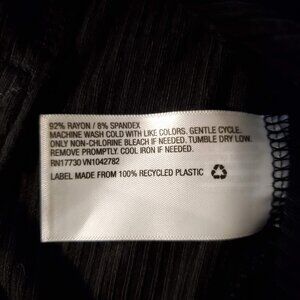 92% RAYON / 8% SPANDEX
MACHINE WASH COLD WITH LIKE COLORS. GENTLE CYCLE.
ONLY NON-CHLORINE BLEACH IF NEEDED. TUMBLE DRY LOW.
REMOVE PROMPTLY. COOL IRON IF NEEDED.
RN17730 VN1042782
LABEL MADE FROM 100% RECYCLED PLASTIC